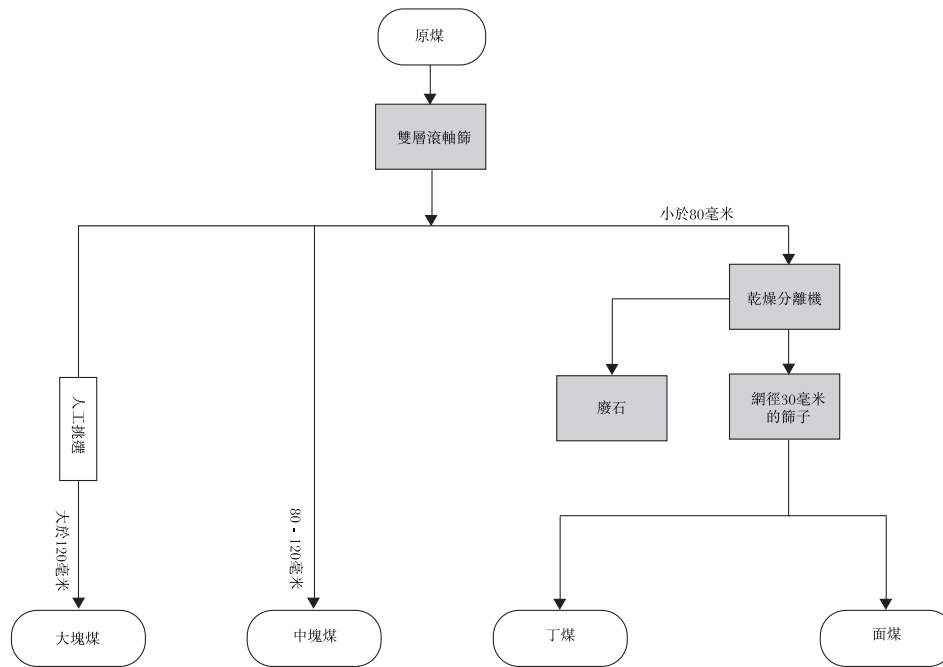 原煤
雙層滾軸篩
小於80毫米
乾燥分離機
廢石
網徑30毫米
的篩子
人工挑選
大於120毫米
80 - 120毫米
大塊煤
中塊煤
丁煤
面煤